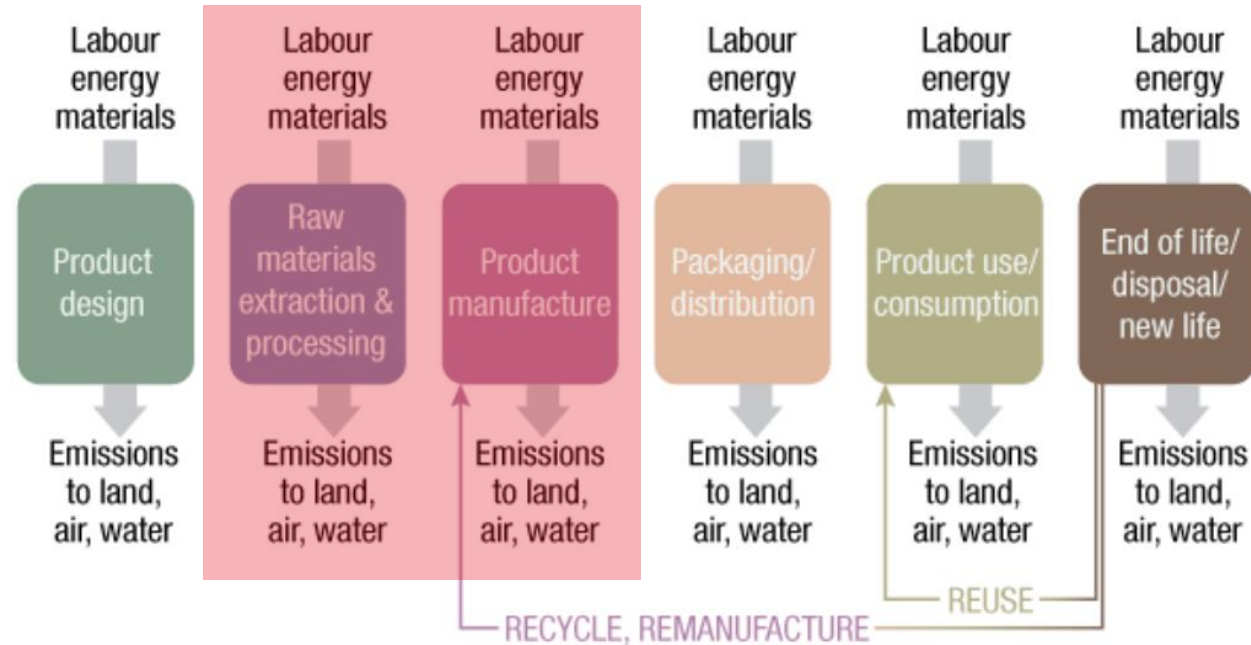 Labour
energy
materials
Labour
energy
materials
Labour
energy
materials
Labour
energy
materials
Labour
energy
materials
Labour
energy
materials
Product
design
Raw
materials
extraction &
processing
Product
manufacture
Packaging/
distribution
Product use/
consumption
End of life/
disposal/
new life
Emissions
to land,
air, water
Emissions
to land,
air, water
Emissions
to land,
air, water
Emissions
to land,
air, water
Emissions
to land,
air, water
Emissions
to land,
air, water
REUSE
RECYCLE, REMANUFACTURE